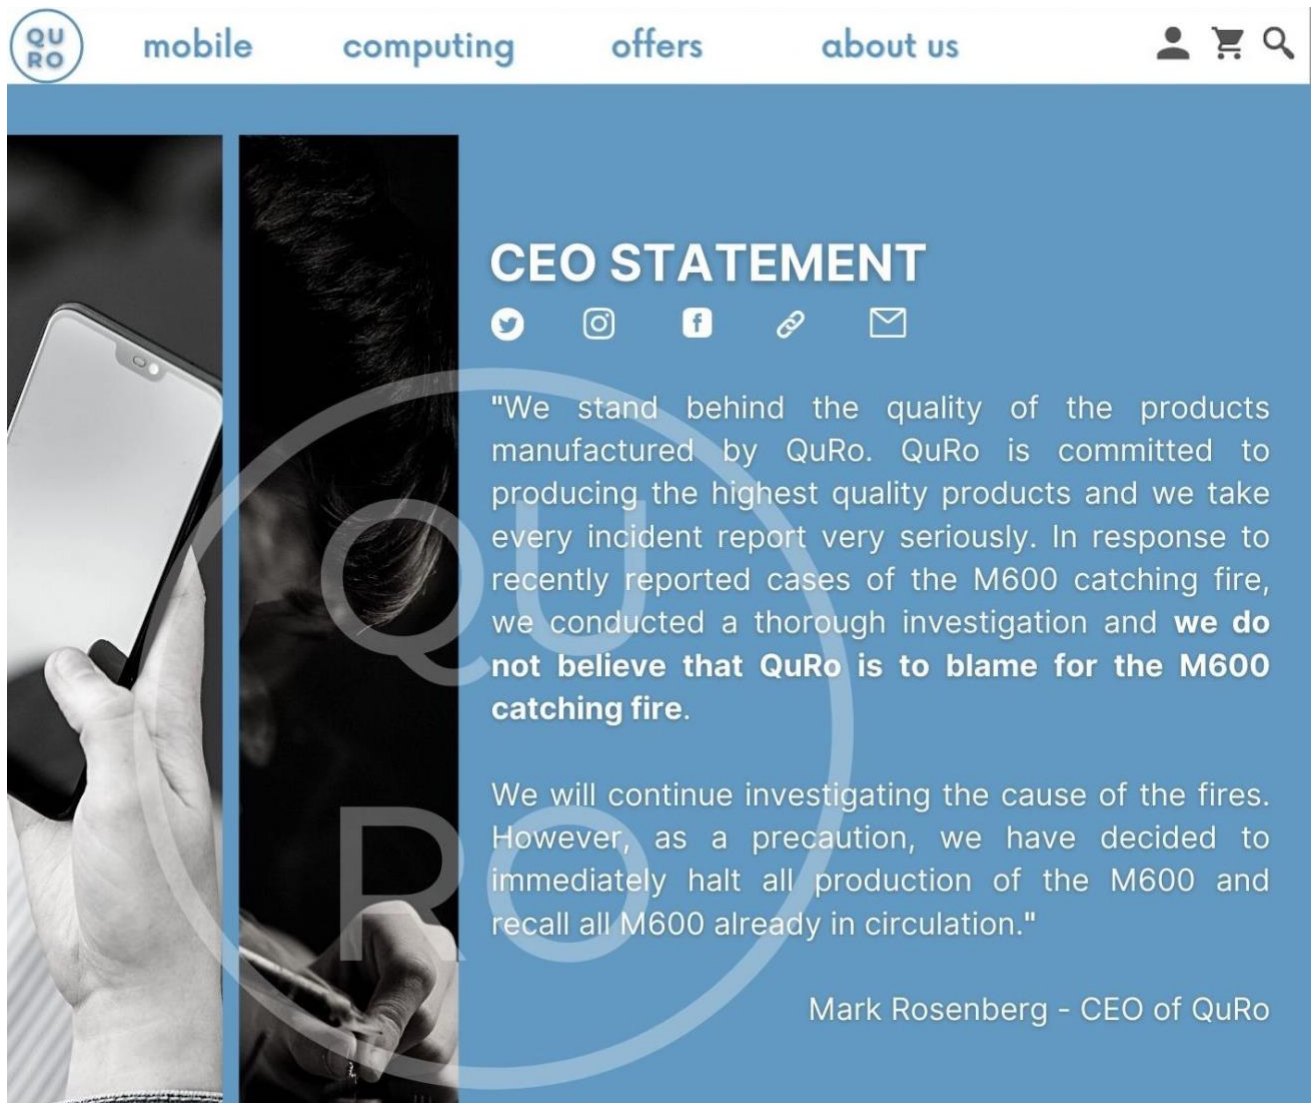 QU
RO
mobile computing offers about us
CEO STATEMENT
"We stand behind the quality of the products
manufactured by QuRo. QuRo is committed to
producing the highest quality products and we take
every incident report very seriously. In response to
recently reported cases of the M600 catching fire,
we conducted a thorough investigation and we do
not believe that QuRo is to blame for the M600
catching fire.
We will continue investigating the cause of the fires.
However, as a precaution, we have decided to
immediately halt all production of the M600 and
recall all M600 already in circulation."
Mark Rosenberg - CEO of QuRo
QU
RO